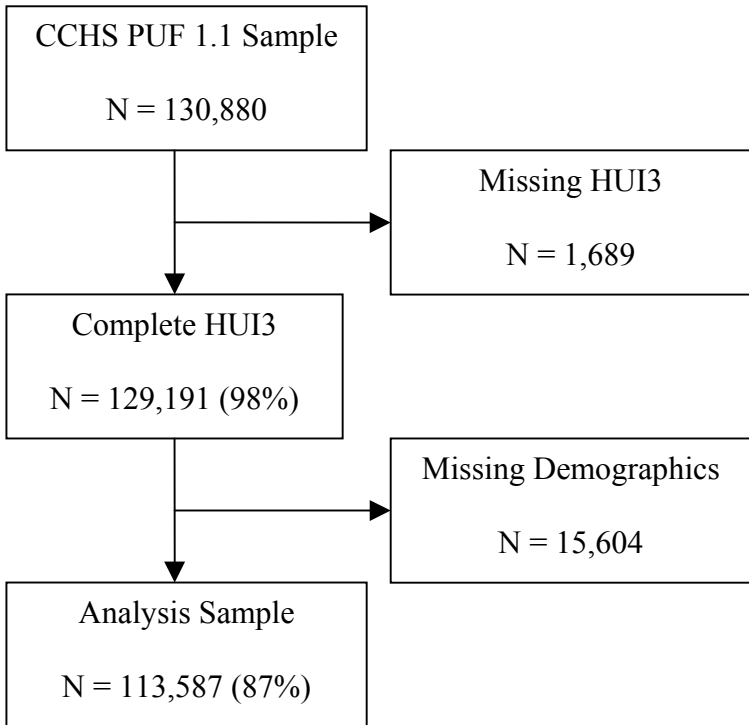 CCHS PUF 1.1 Sample
N = 130,880
Missing HUI3
N = 1,689
Complete HUI3
N = 129,191 (98%)
Missing Demographics
N = 15,604
Analysis Sample
N = 113,587 (87%)